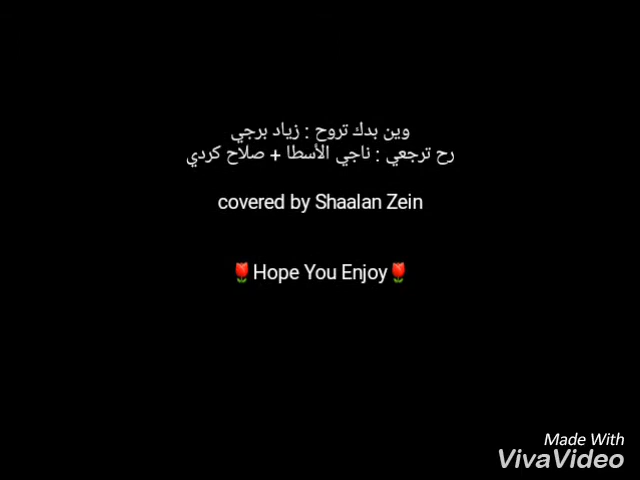 وين بدك تروح : زياد برجي
رح ترجعي : ناجي الأسطا + صلاح كردي
covered by Shaalan Zein
🌷Hope You Enjoy🌷
Made With
VivaVideo